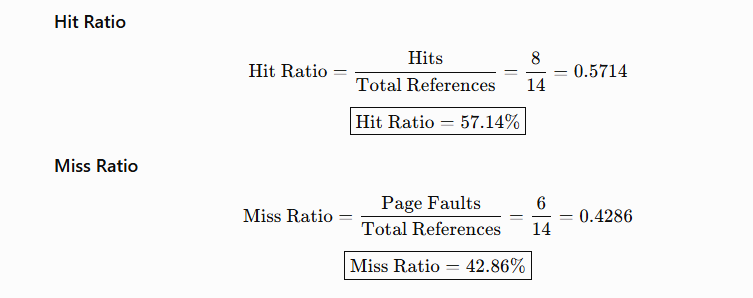 Hit Ratio
Hit Ratio = Hits / Total References = 8 / 14 = 0.5714
Hit Ratio = 57.14%
Miss Ratio
Miss Ratio = Page Faults / Total References = 6 / 14 = 0.4286
Miss Ratio = 42.86%